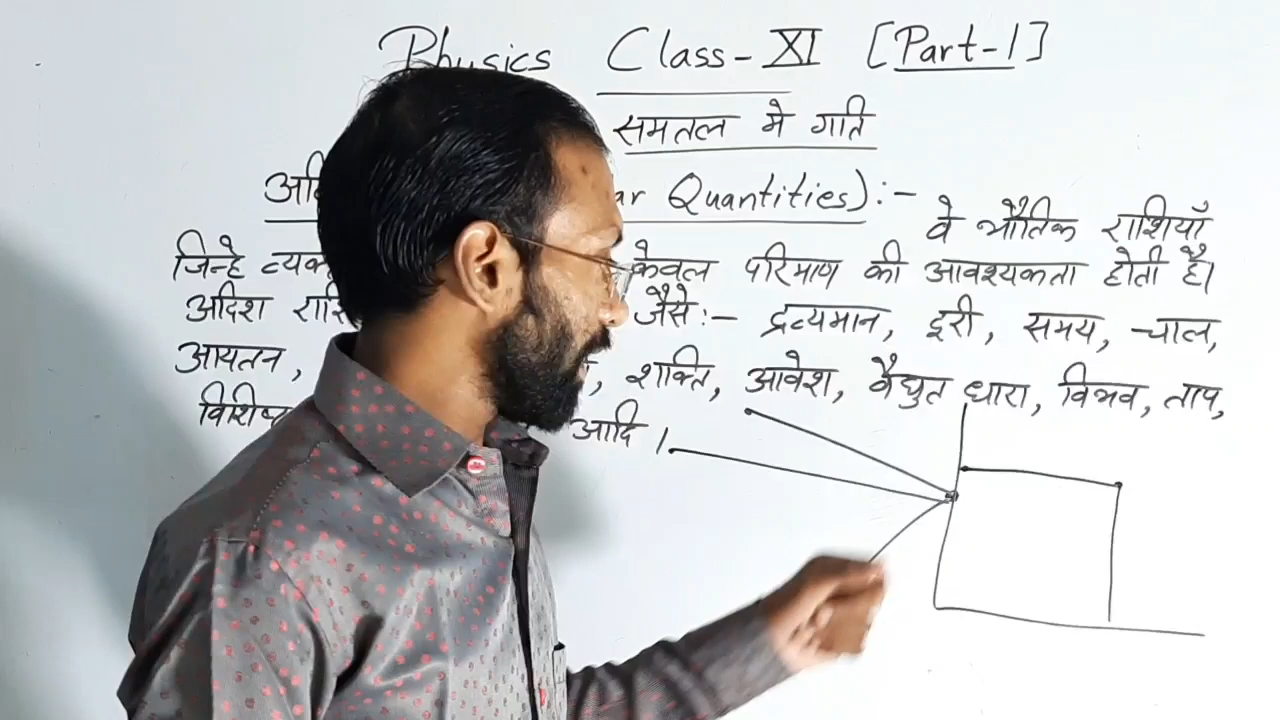 Physics Class-XI [Part-1]
समतल मे गति
Quantities):-
वे भौतिक राशियाँ
जिन्हे केवल परिमाण की आवश्यकता होती है।
अदिश जैसे:- द्रव्यमान, दूरी, समय, चाल,
आयतन, शक्ति, आवेश, वैद्युत धारा, विभव, ताप,
आदि।